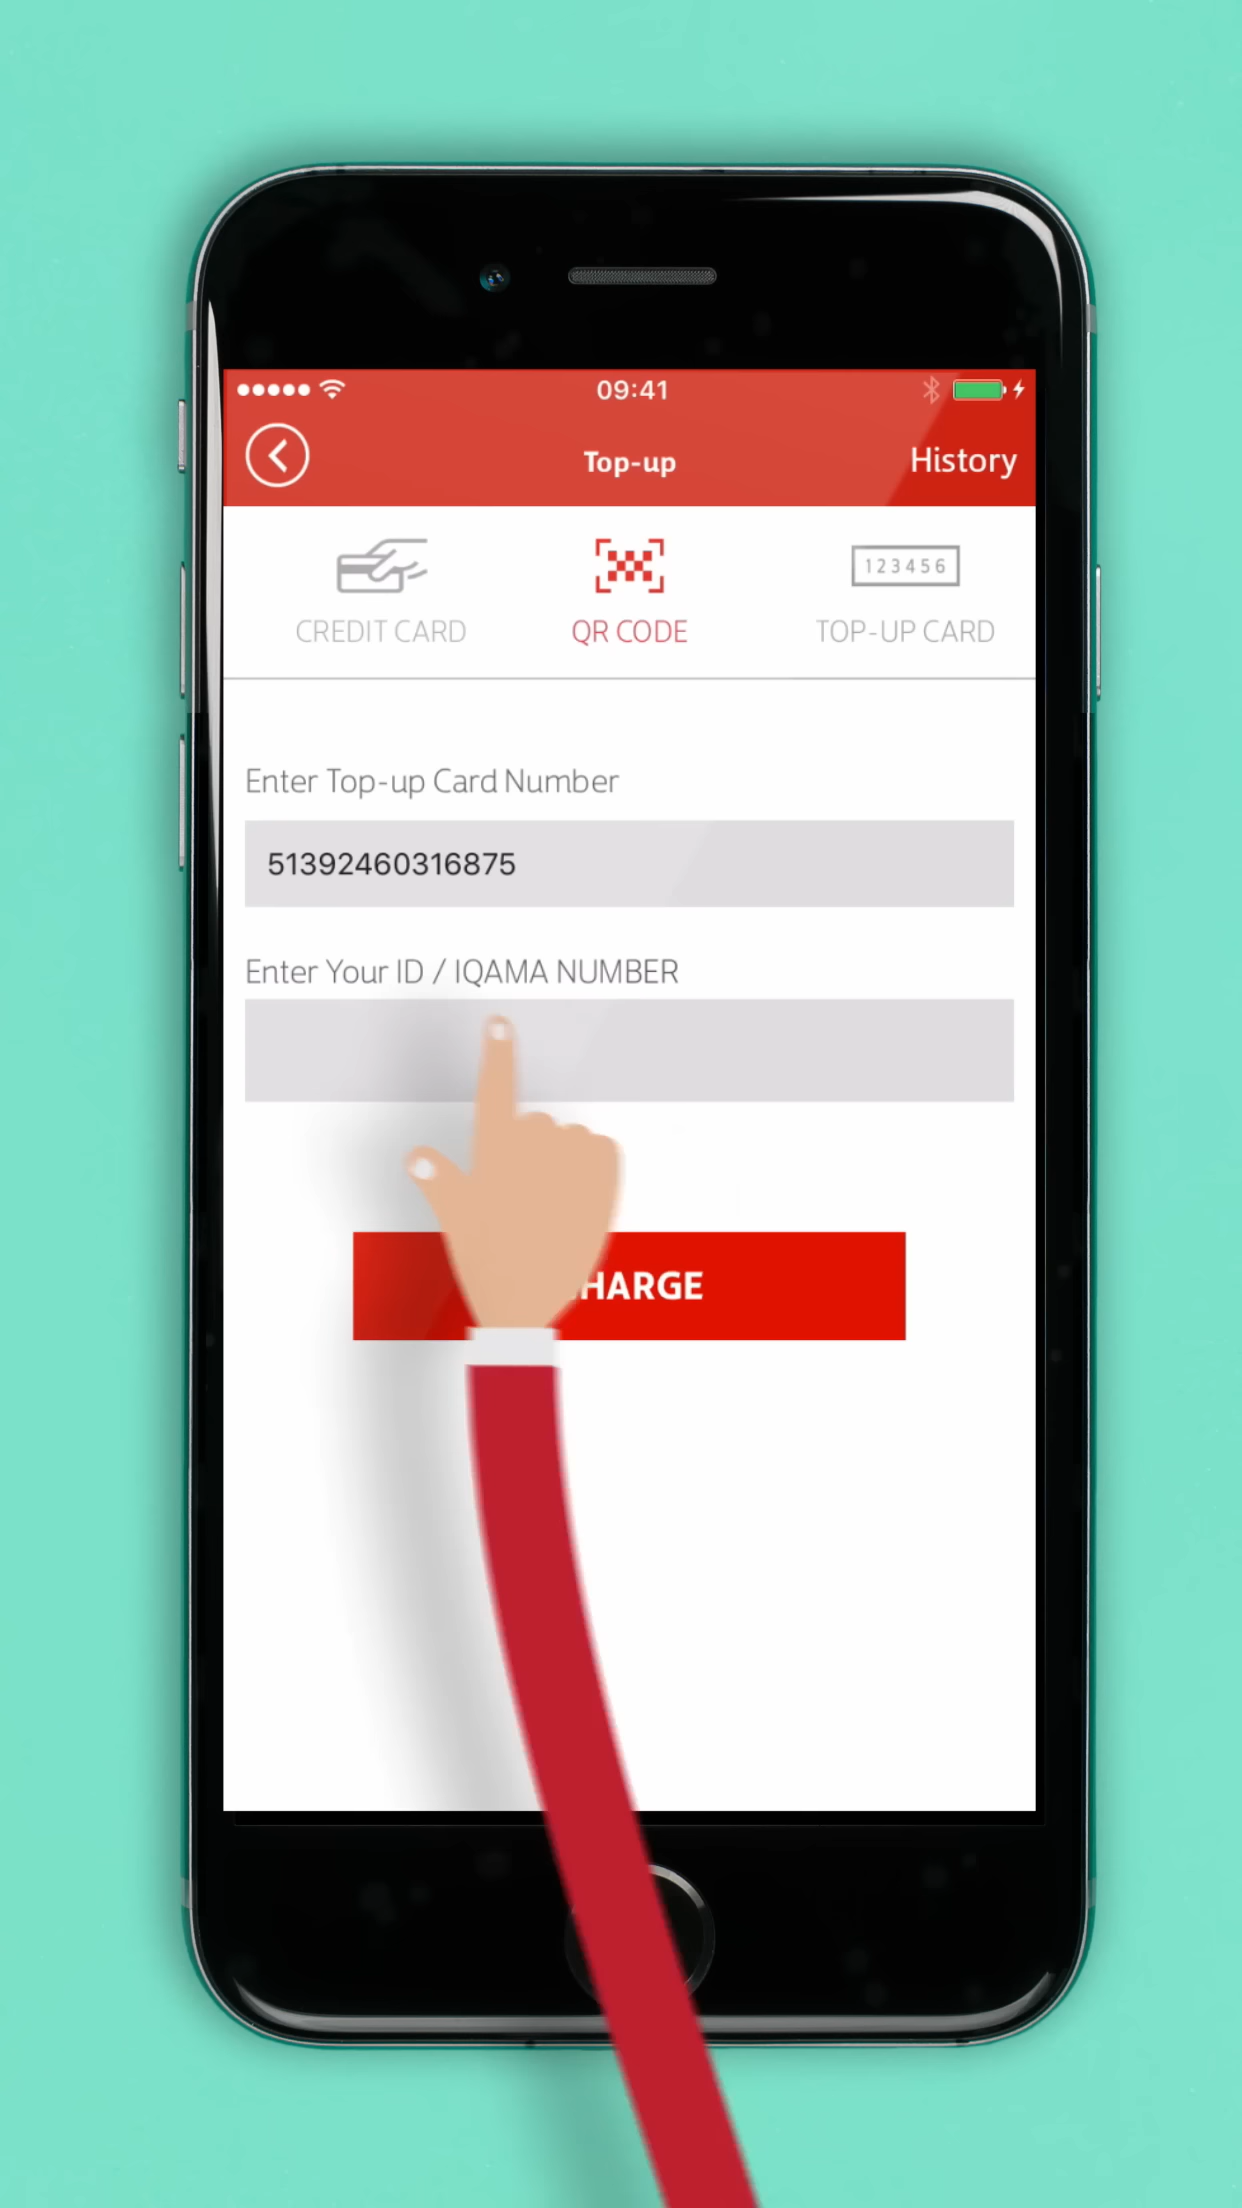 09:41
Top-up
History
123456
CREDIT CARD
QR CODE
TOP-UP CARD
Enter Top-up Card Number
51392460316875
Enter Your ID / IQAMA NUMBER
HARGE